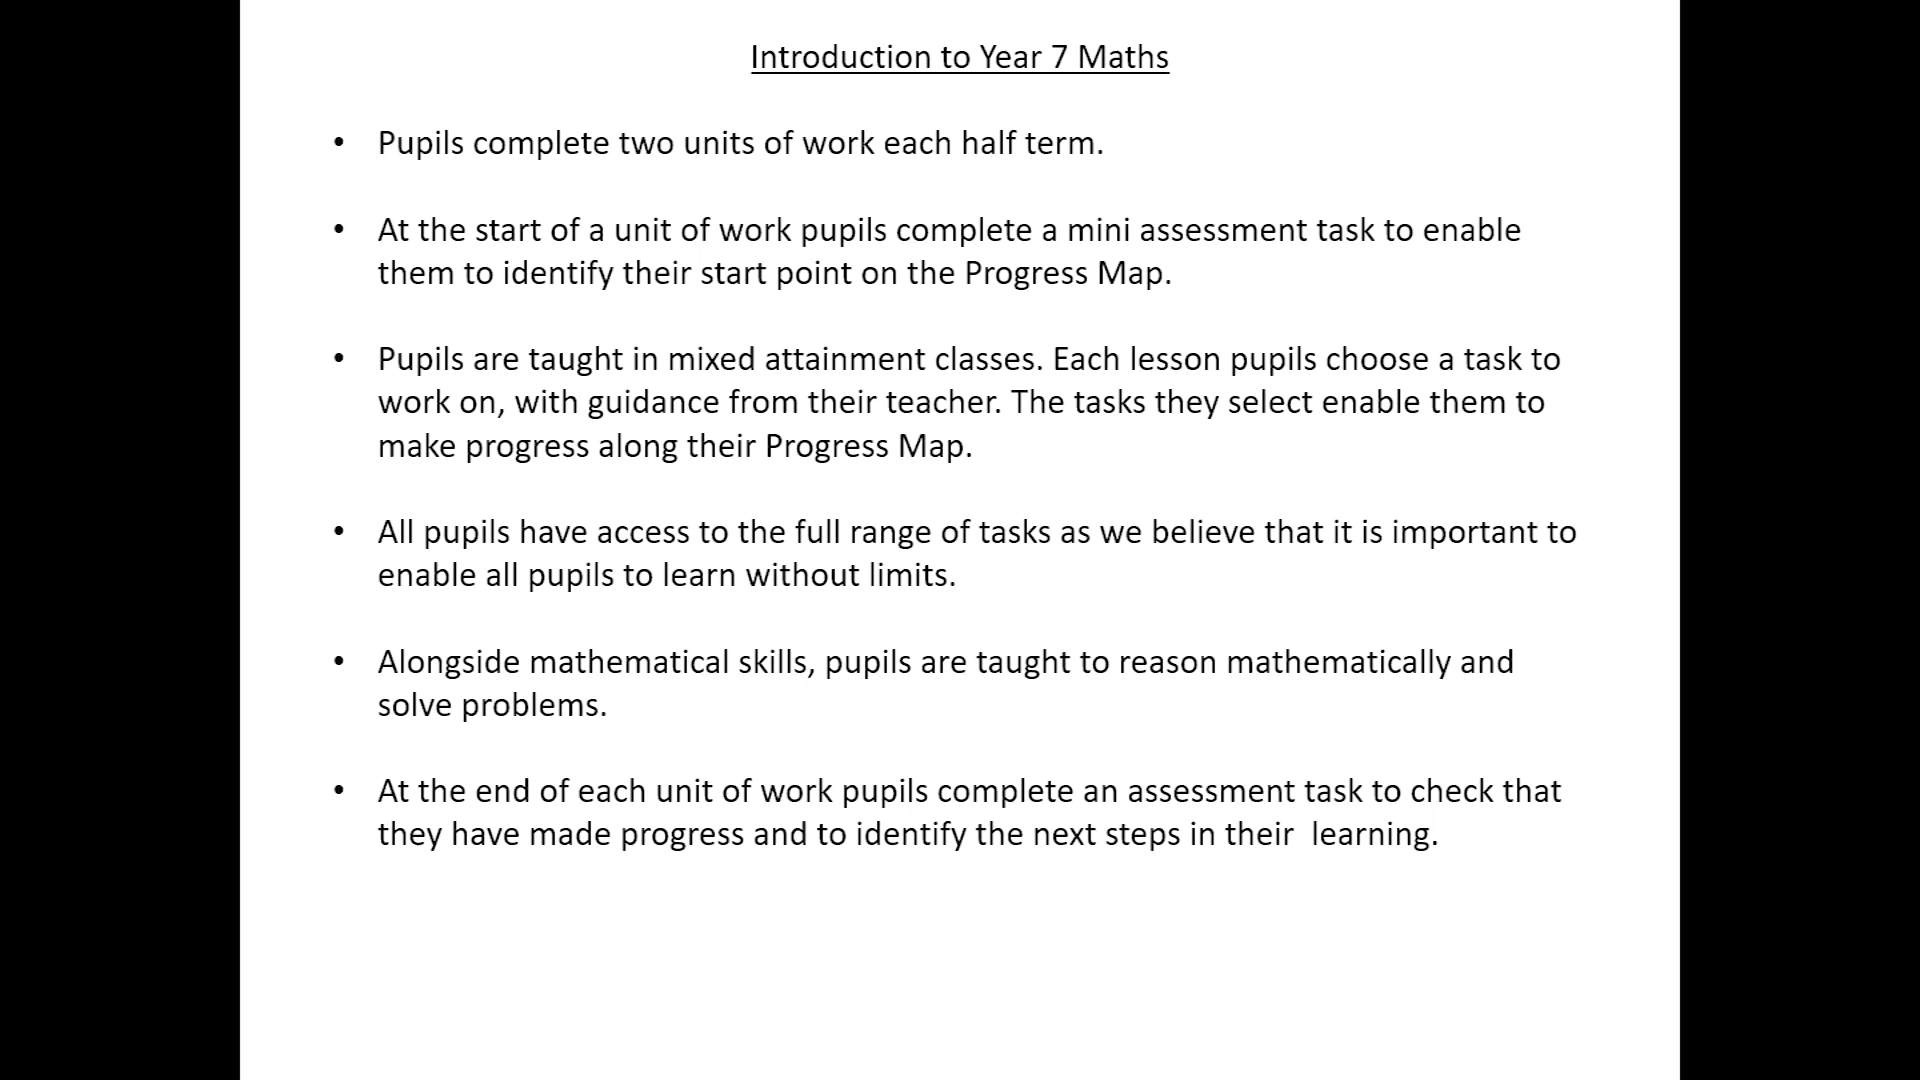 Introduction to Year 7 Maths
• Pupils complete two units of work each half term.
• At the start of a unit of work pupils complete a mini assessment task to enable
them to identify their start point on the Progress Map.
• Pupils are taught in mixed attainment classes. Each lesson pupils choose a task to
work on, with guidance from their teacher. The tasks they select enable them to
make progress along their Progress Map.
• All pupils have access to the full range of tasks as we believe that it is important to
enable all pupils to learn without limits.
• Alongside mathematical skills, pupils are taught to reason mathematically and
solve problems.
• At the end of each unit of work pupils complete an assessment task to check that
they have made progress and to identify the next steps in their  learning.